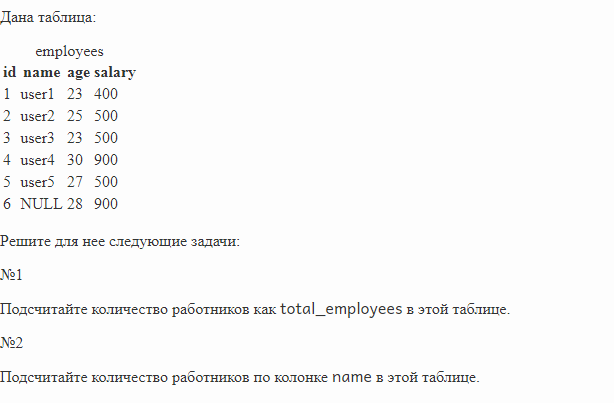 Дана таблица:
employees
id name age salary
1 user1 23 400
2 user2 25 500
3 user3 23 500
4 user4 30 900
5 user5 27 500
6 NULL 28 900
Решите для нее следующие задачи:
№1
Подсчитайте количество работников как total_employees в этой таблице.
№2
Подсчитайте количество работников по колонке name в этой таблице.